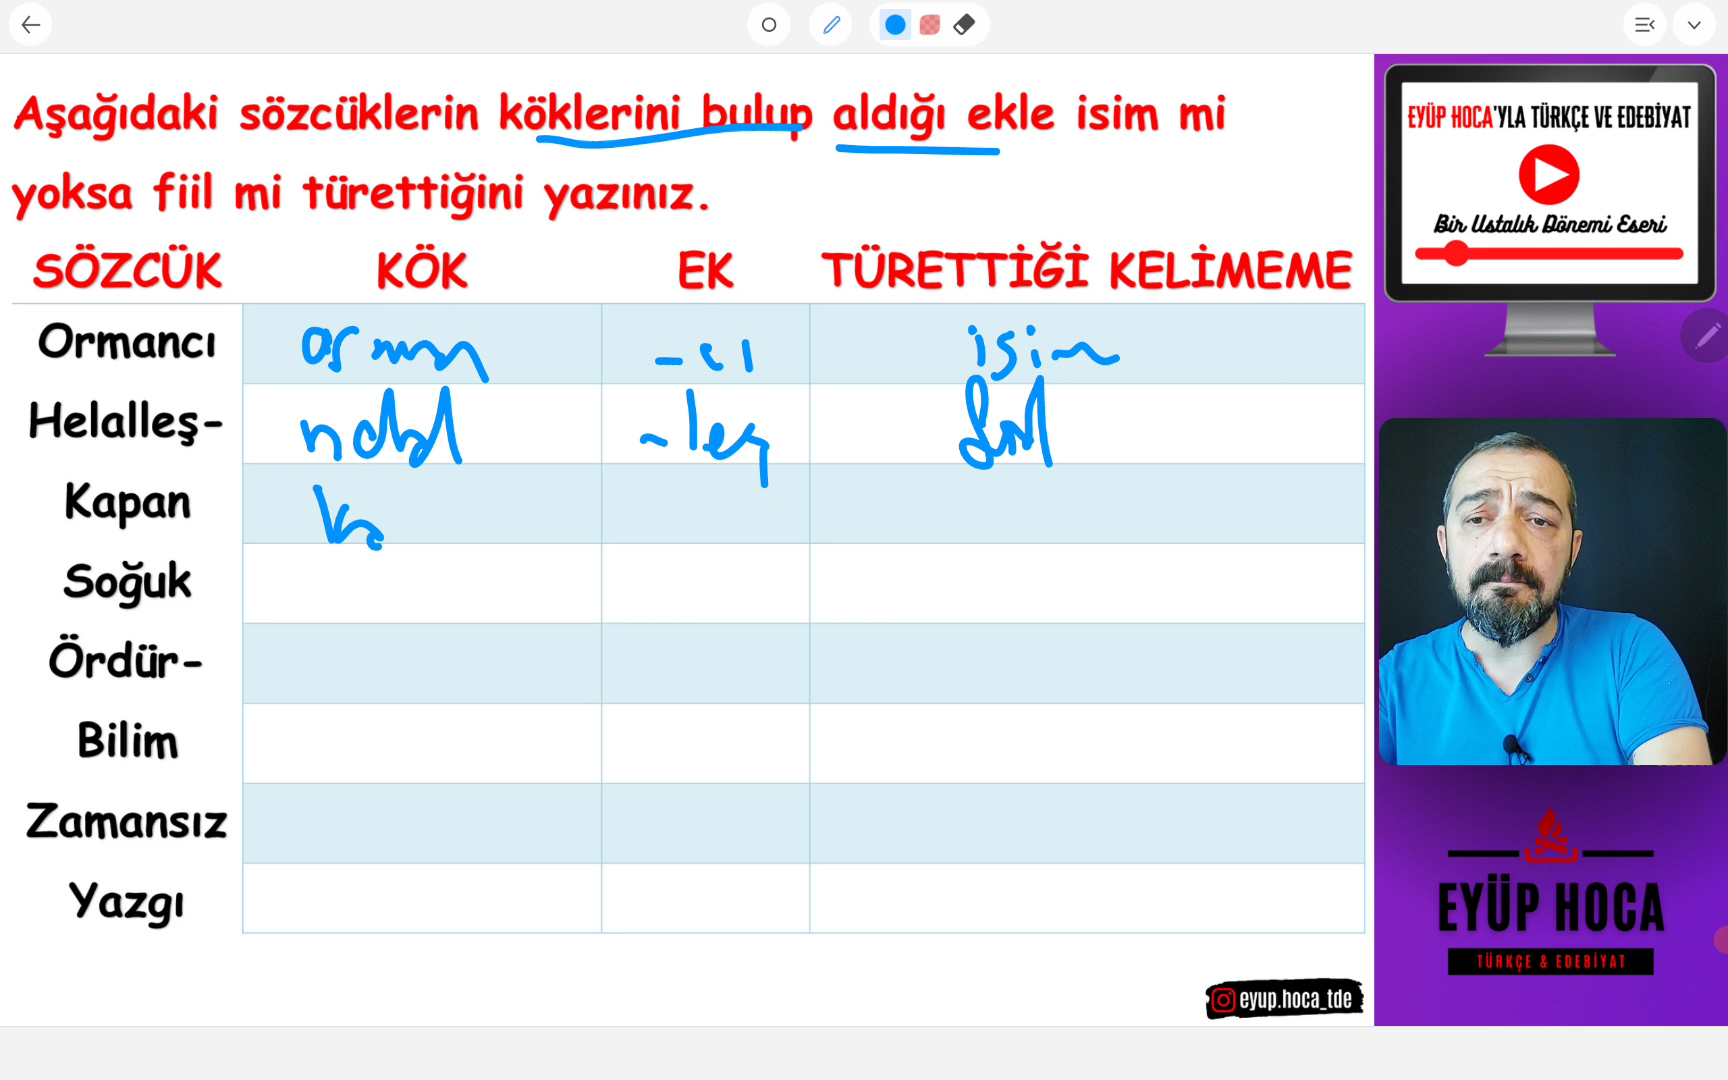 Aşağıdaki sözcüklerin köklerini bulup aldığı ekle isim mi
yoksa fiil mi türettiğini yazınız.
SÖZCÜK KÖK EK TÜRETTİĞİ KELİMEME
Ormancı orman -cı isim
Helalleş- helal -leş fiil
Kapan ka
Soğuk
Ördür-
Bilim
Zamansız
Yazgı
eyup.hoca_tde
EYÜP HOCA'YLA TÜRKÇE VE EDEBİYAT
Bir Ustalık Dönemi Eseri
EYÜP HOCA
TÜRKÇE & EDEBİYAT